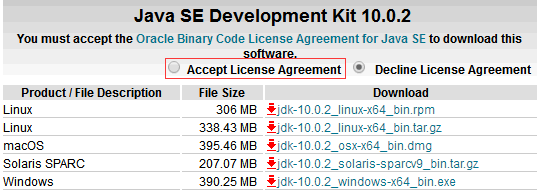 Java SE Development Kit 10.0.2
You must accept the Oracle Binary Code License Agreement for Java SE to download this
software.
Accept License Agreement Decline License Agreement
Product / File Description File Size Download
Linux 306 MB jdk-10.0.2_linux-x64_bin.rpm
Linux 338.43 MB jdk-10.0.2_linux-x64_bin.tar.gz
macOS 395.46 MB jdk-10.0.2_osx-x64_bin.dmg
Solaris SPARC 207.07 MB jdk-10.0.2_solaris-sparcv9_bin.tar.gz
Windows 390.25 MB jdk-10.0.2_windows-x64_bin.exe